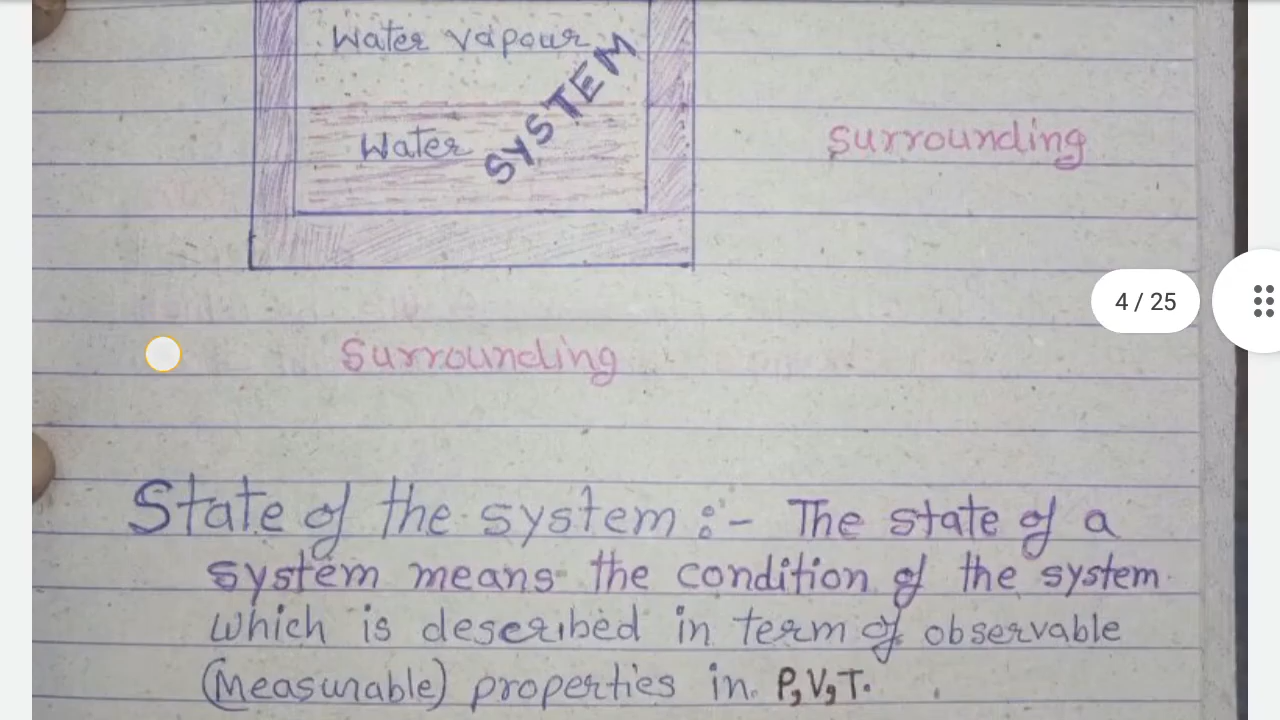 Water vapour
Water
SYSTEM
Surrounding
4 / 25
Surrounding
State of the system :- The state of a
system means the condition of the system
which is described in term of observable
(Measurable) properties in. P,V,T.